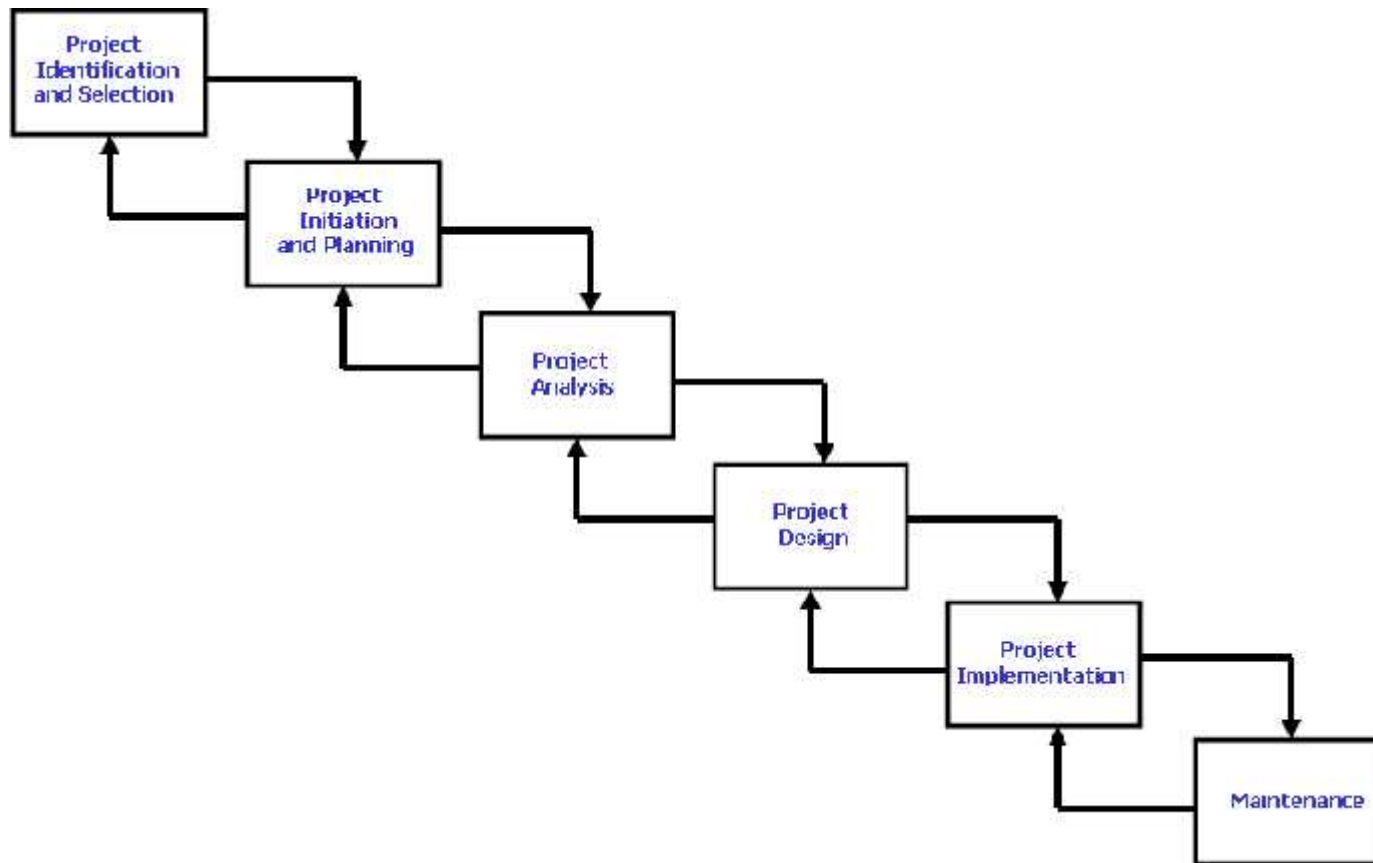 Project
Identification
and Selection
Project
Initiation
and Planning
Project
Analysis
Project
Design
Project
Implementation
Maintenance